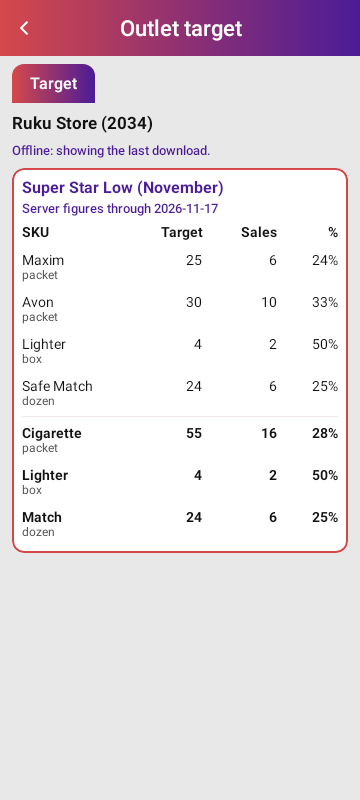 Outlet target
Target
Ruku Store (2034)
Offline: showing the last download.
Super Star Low (November)
Server figures through 2026-11-17
SKU Target Sales %
Maxim 25 6 24%
packet
Avon 30 10 33%
packet
Lighter 4 2 50%
box
Safe Match 24 6 25%
dozen
Cigarette 55 16 28%
packet
Lighter 4 2 50%
box
Match 24 6 25%
dozen